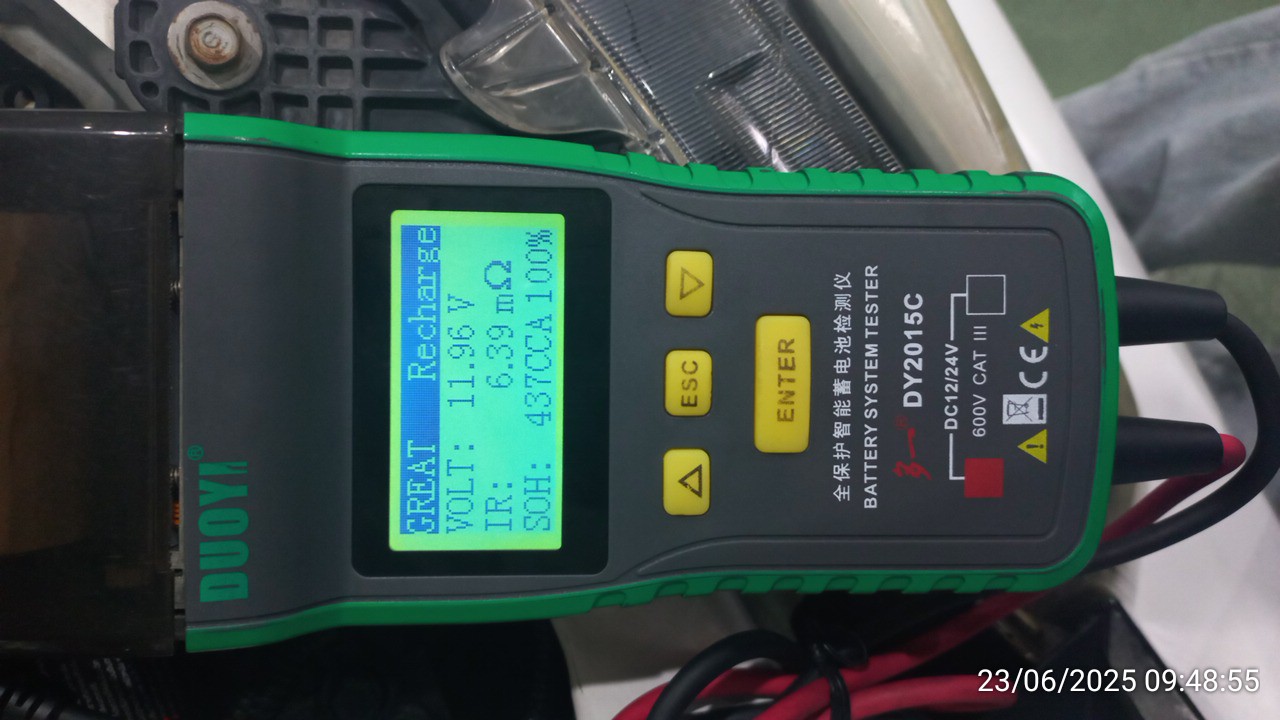 DUOYI®
GREAT Recharge
VOLT: 11.96 V
IR: 6.39 mΩ
SOH: 437CCA 100%
ESC
ENTER
全保护智能蓄电池检测仪
BATTERY SYSTEM TESTER
DY2015C
DC12/24V
600V CAT III
CE
23/06/2025 09:48:55